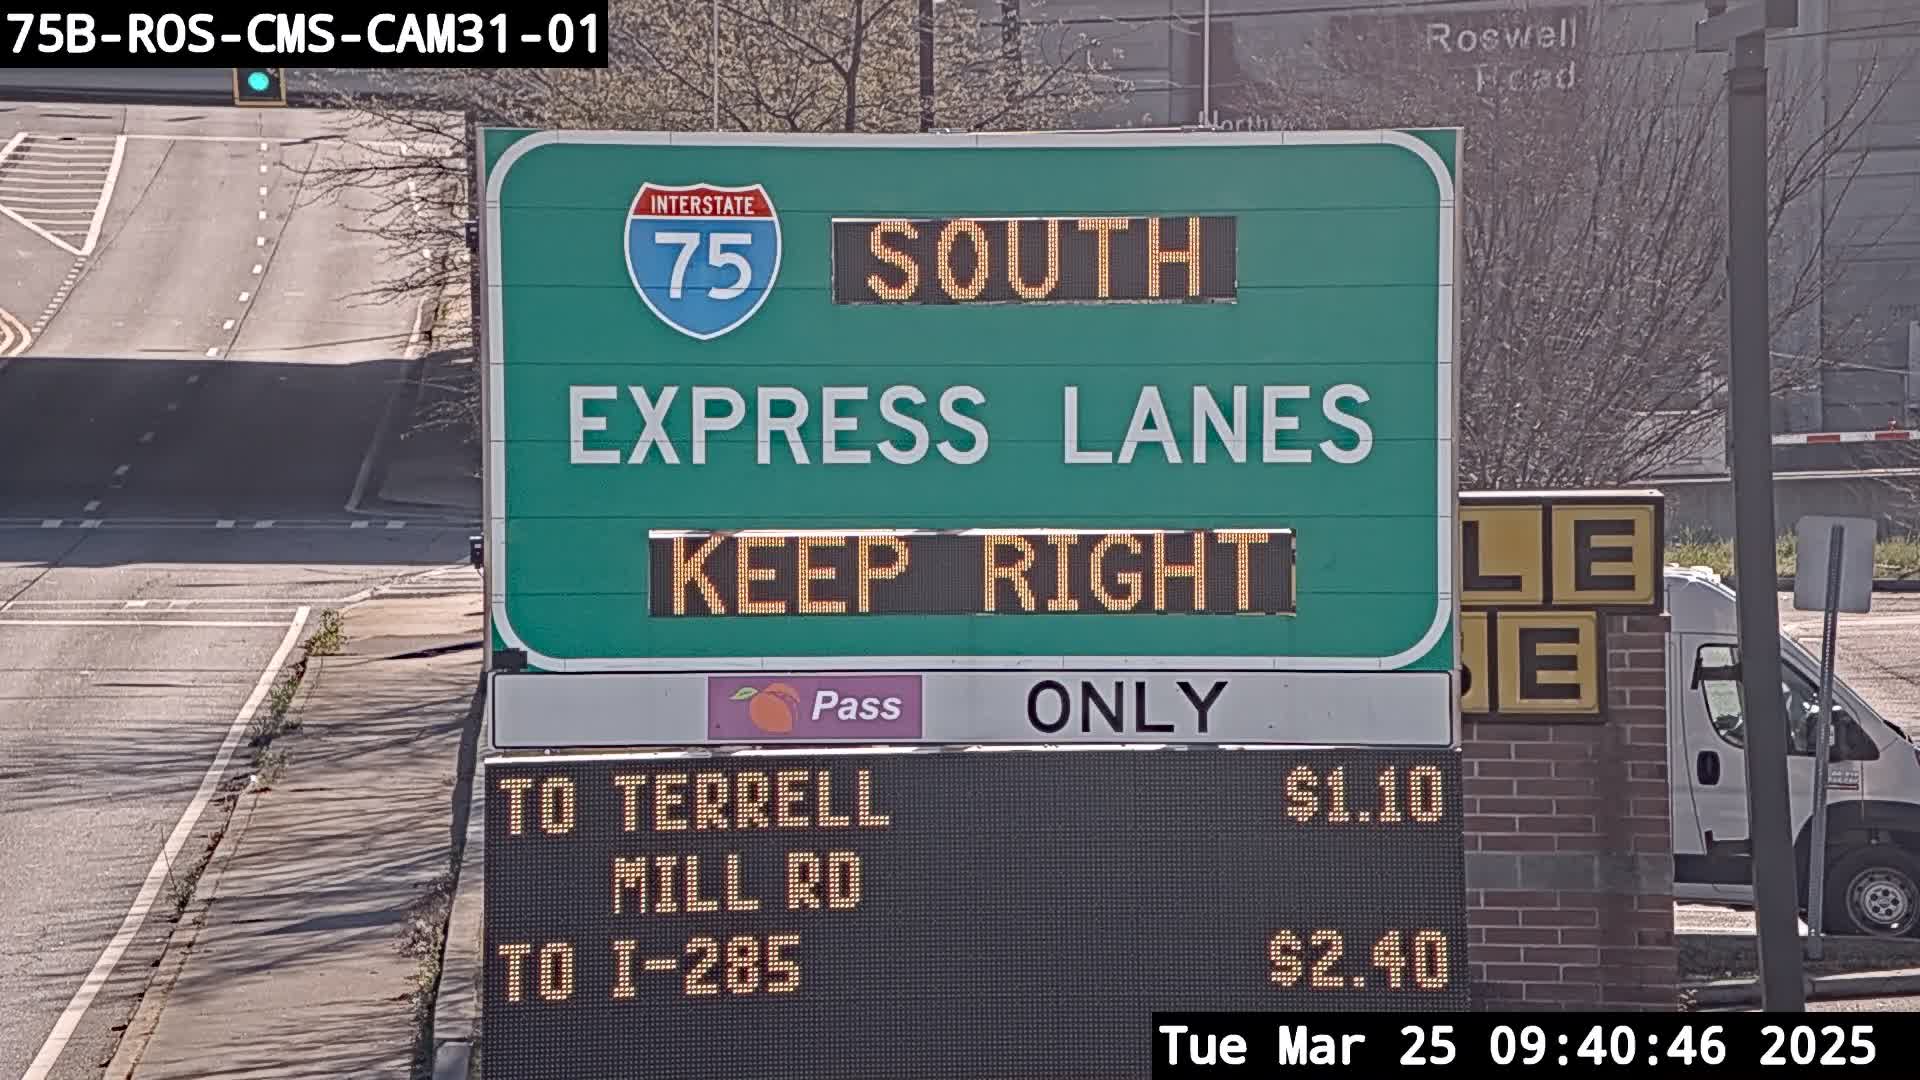 75B-ROS-CMS-CAM31-01
Roswell
Road
INTERSTATE
75
SOUTH
EXPRESS LANES
KEEP RIGHT
Pass
ONLY
TO TERRELL $1.10
MILL RD
TO I-285 $2.40
LE
E
Tue Mar 25 09:40:46 2025